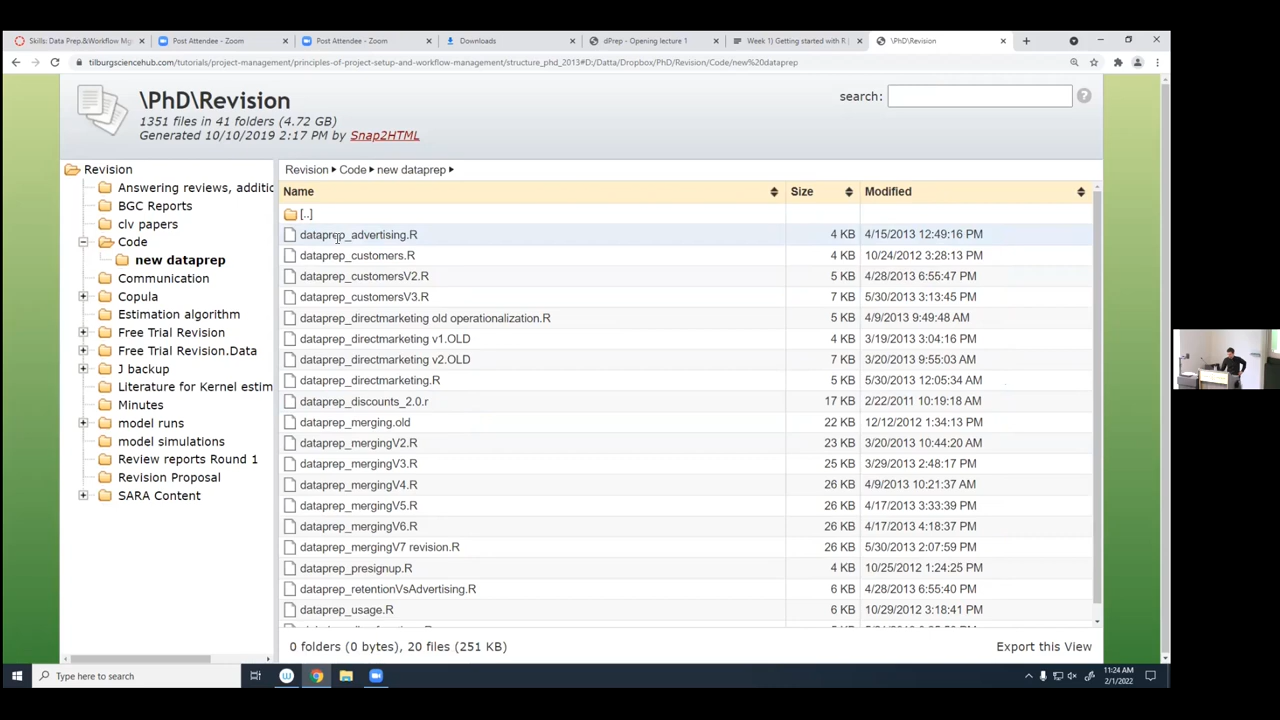 Skills: Data Prep.&Workflow M
Post Attendee - Zoom
Post Attendee - Zoom
Downloads
dPrep - Opening lecture 1
Week 1) Getting started with R
\PhD\Revision
tilburgsciencehub.com/tutorials/project-management/principles-of-project-setup-and-workflow-management/structure_phd_2013#D:/Datta/Dropbox/PhD/Revision/Code/new%20dataprep
\PhD\Revision
search:
1351 files in 41 folders (4.72 GB)
Generated 10/10/2019 2:17 PM by Snap2HTML
Revision
Answering reviews, additic
BGC Reports
clv papers
Code
new dataprep
Communication
Copula
Estimation algorithm
Free Trial Revision
Free Trial Revision.Data
J backup
Literature for Kernel estim
Minutes
model runs
model simulations
Review reports Round 1
Revision Proposal
SARA Content
Revision Code new dataprep
Name Size Modified
[..]
dataprep_advertising.R 4 KB 4/15/2013 12:49:16 PM
dataprep_customers.R 4 KB 10/24/2012 3:28:13 PM
dataprep_customersV2.R 5 KB 4/28/2013 6:55:47 PM
dataprep_customersV3.R 7 KB 5/30/2013 3:13:45 PM
dataprep_directmarketing old operationalization.R 5 KB 4/9/2013 9:49:48 AM
dataprep_directmarketing v1.OLD 4 KB 3/19/2013 3:04:16 PM
dataprep_directmarketing v2.OLD 7 KB 3/20/2013 9:55:03 AM
dataprep_directmarketing.R 5 KB 5/30/2013 12:05:34 AM
dataprep_discounts_2.0.r 17 KB 2/22/2011 10:19:18 AM
dataprep_merging.old 22 KB 12/12/2012 1:34:13 PM
dataprep_mergingV2.R 23 KB 3/20/2013 10:44:20 AM
dataprep_mergingV3.R 25 KB 3/29/2013 2:48:17 PM
dataprep_mergingV4.R 26 KB 4/9/2013 10:21:37 AM
dataprep_mergingV5.R 26 KB 4/17/2013 3:33:39 PM
dataprep_mergingV6.R 26 KB 4/17/2013 4:18:37 PM
dataprep_mergingV7 revision.R 26 KB 5/30/2013 2:07:59 PM
dataprep_presignup.R 4 KB 10/25/2012 1:24:25 PM
dataprep_retentionVsAdvertising.R 6 KB 4/28/2013 6:55:40 PM
dataprep_usage.R 6 KB 10/29/2012 3:18:41 PM
0 folders (0 bytes), 20 files (251 KB)
Export this View
Type here to search
11:24 AM
2/1/2022